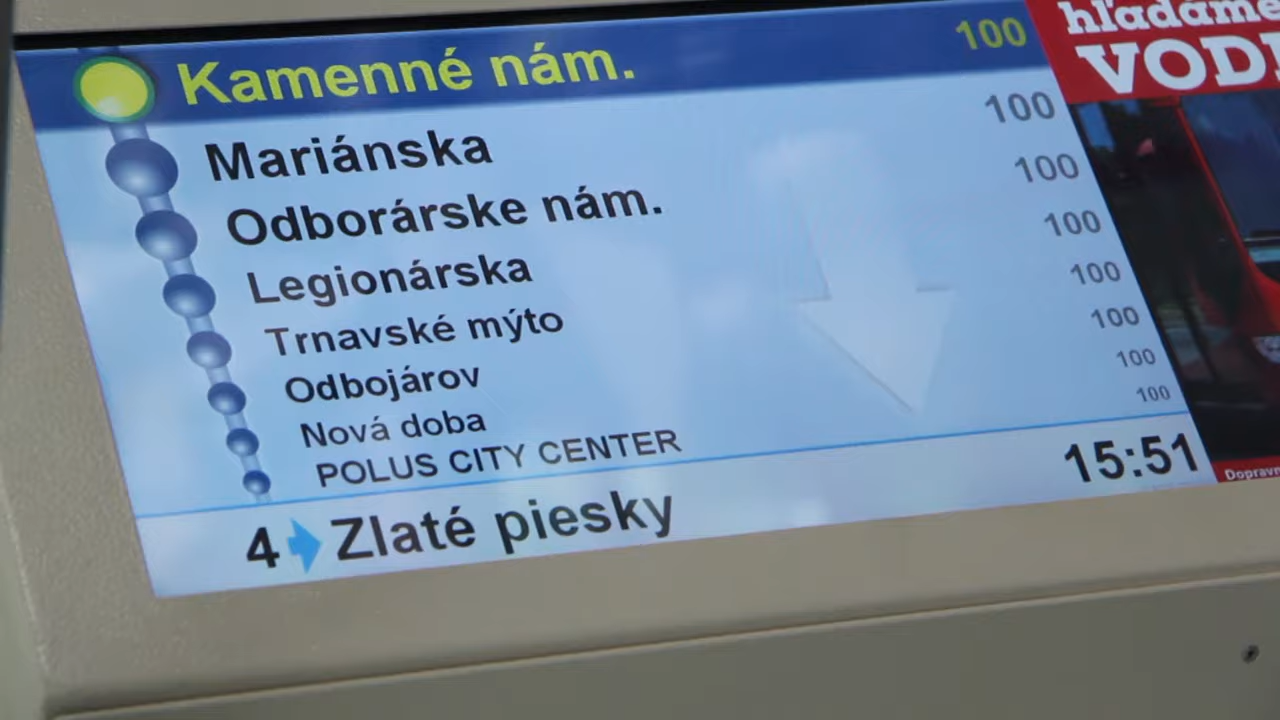 Kamenné nám. 100
Mariánska 100
Odborárske nám. 100
Legionárska 100
Trnavské mýto 100
Odbojárov 100
Nová doba 100
POLUS CITY CENTER 100
4 Zlaté piesky 15:51
hľadáme